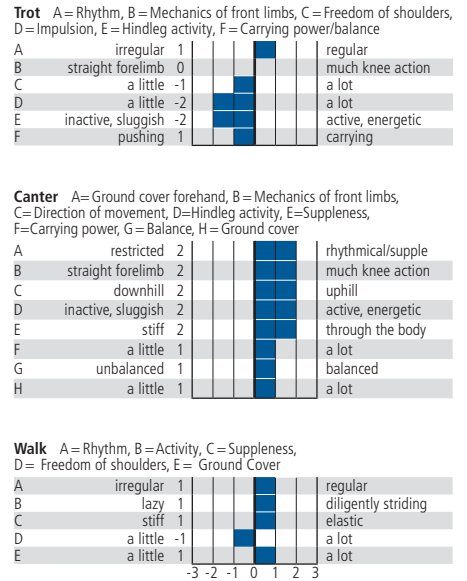 Trot A=Rhythm, B=Mechanics of front limbs, C=Freedom of shoulders,
D=Impulsion, E=Hindleg activity, F=Carrying power/balance
A irregular 1 regular
B straight forelimb 0 much knee action
C a little -1 a lot
D a little -2 a lot
E inactive, sluggish -2 active, energetic
F pushing 1 carrying
Canter A=Ground cover forehand, B=Mechanics of front limbs,
C=Direction of movement, D=Hindleg activity, E=Suppleness,
F=Carrying power, G=Balance, H=Ground cover
A restricted 2 rhythmical/supple
B straight forelimb 2 much knee action
C downhill 2 uphill
D inactive, sluggish 2 active, energetic
E stiff 2 through the body
F a little 1 a lot
G unbalanced 1 balanced
H a little 1 a lot
Walk A=Rhythm, B=Activity, C=Suppleness,
D= Freedom of shoulders, E= Ground Cover
A irregular 1 regular
B lazy 1 diligently striding
C stiff 1 elastic
D a little -1 a lot
E a little 1 a lot
-3 -2 -1 0 1 2 3